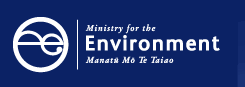 Ministry for the
Environment
Manatū Mō Te Taiao